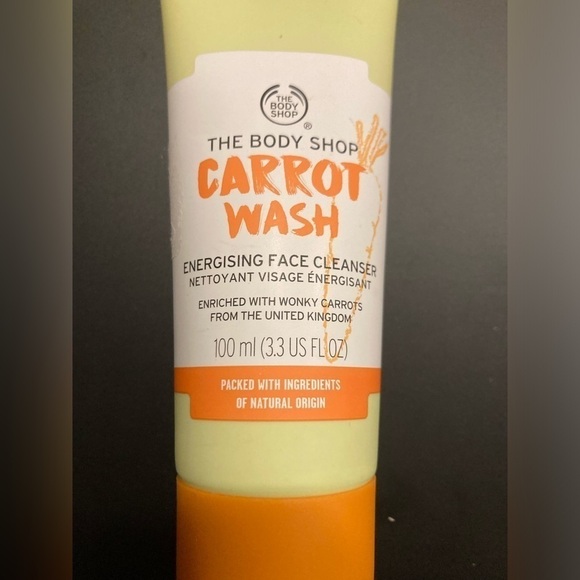 THE
BODY
SHOP
®
THE BODY SHOP
CARROT
WASH
ENERGISING FACE CLEANSER
NETTOYANT VISAGE ÉNERGISANT
ENRICHED WITH WONKY CARROTS
FROM THE UNITED KINGDOM
100 ml (3.3 US FL OZ)
PACKED WITH INGREDIENTS
OF NATURAL ORIGIN